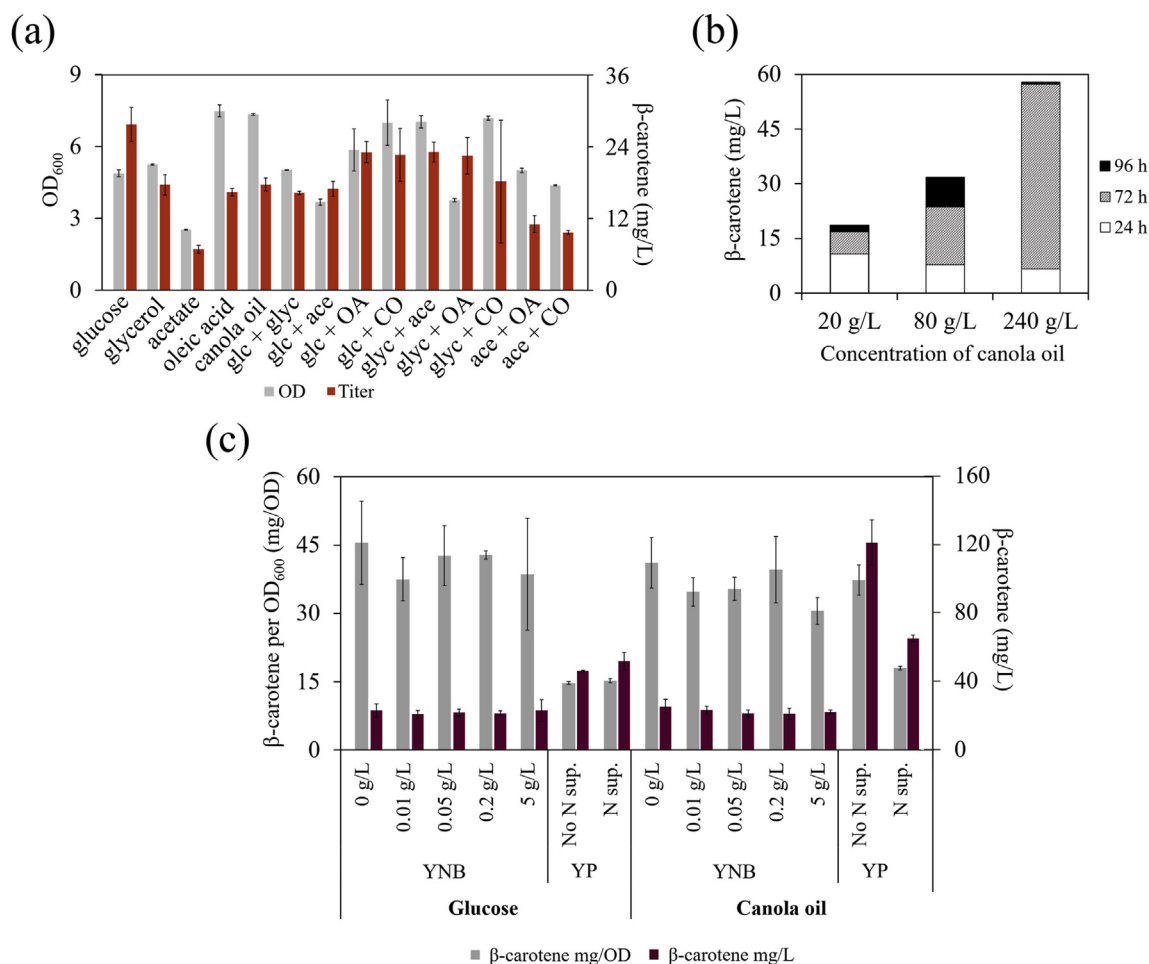 (a)
9
6
3
0
OD600
36
24
12
0
β-carotene (mg/L)
glucose
glycerol
acetate
oleic acid
canola oil
glc + glyc
glc + ace
glc + OA
glc + CO
glyc + ace
glyc + OA
glyc + CO
ace + OA
ace + CO
OD
Titer
(b)
60
45
30
15
0
β-carotene (mg/L)
96 h
72 h
24 h
20 g/L
80 g/L
240 g/L
Concentration of canola oil
(c)
60
45
30
15
0
β-carotene per OD600 (mg/OD)
160
120
80
40
0
β-carotene (mg/L)
0 g/L
0.01 g/L
0.05 g/L
0.2 g/L
5 g/L
No N sup.
N sup.
0 g/L
0.01 g/L
0.05 g/L
0.2 g/L
5 g/L
No N sup.
N sup.
YNB
YP
YNB
YP
Glucose
Canola oil
β-carotene mg/OD
β-carotene mg/L